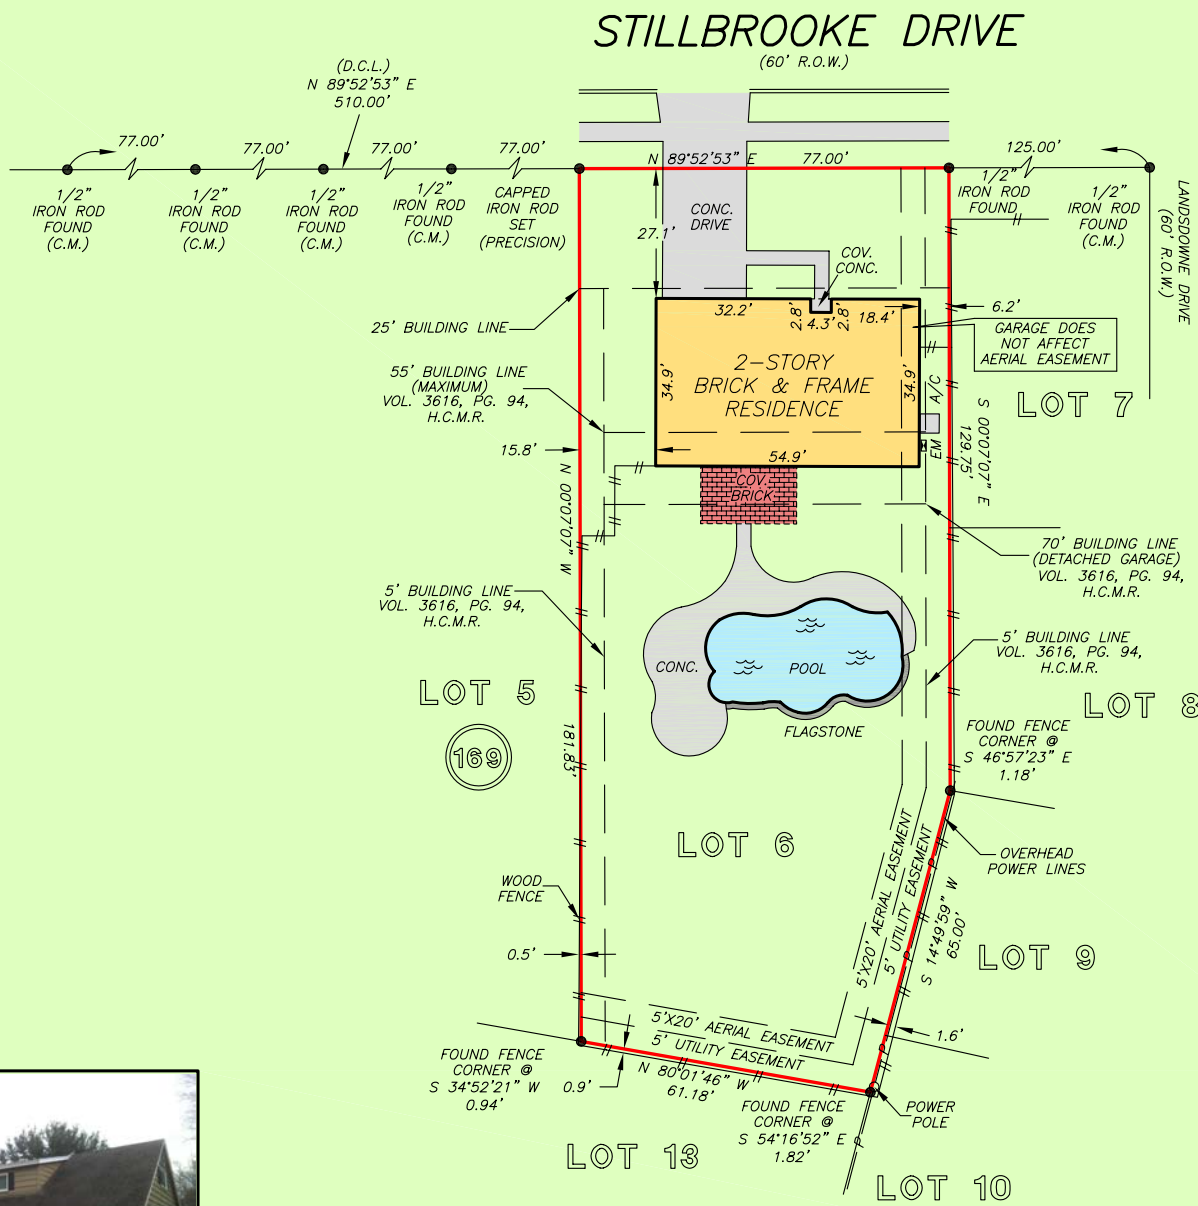 STILLBROOKE DRIVE
(60' R.O.W.)
(D.C.L.)
N 89°52'53" E
510.00'
77.00'
77.00'
77.00'
77.00'
N 89°52'53" E 77.00'
125.00'
1/2"
IRON ROD
FOUND
(C.M.)
1/2"
IRON ROD
FOUND
(C.M.)
1/2"
IRON ROD
FOUND
(C.M.)
1/2"
IRON ROD
FOUND
(C.M.)
CAPPED
IRON ROD
SET
(PRECISION)
1/2"
IRON ROD
FOUND
1/2"
IRON ROD
FOUND
(C.M.)
LANDSDOWNE DRIVE
(60' R.O.W.)
CONC.
DRIVE
27.1'
COV.
CONC.
25' BUILDING LINE
32.2'
2.8'
4.3'
2.8'
18.4'
6.2'
GARAGE DOES
NOT AFFECT
AERIAL EASEMENT
2-STORY
BRICK & FRAME
RESIDENCE
34.9'
34.9'
A/C
EM
55' BUILDING LINE
(MAXIMUM)
VOL. 3616, PG. 94,
H.C.M.R.
LOT 7
S 00°07'07" E
129.75'
15.8'
54.9'
N 00°07'07" W
181.83'
COV.
BRICK
70' BUILDING LINE
(DETACHED GARAGE)
VOL. 3616, PG. 94,
H.C.M.R.
5' BUILDING LINE
VOL. 3616, PG. 94,
H.C.M.R.
5' BUILDING LINE
VOL. 3616, PG. 94,
H.C.M.R.
CONC.
POOL
FLAGSTONE
LOT 5
169
LOT 8
FOUND FENCE
CORNER @
S 46°57'23" E
1.18'
LOT 6
5'X20' AERIAL EASEMENT
5' UTILITY EASEMENT
OVERHEAD
POWER LINES
S 14°49'59" W
65.00'
WOOD
FENCE
0.5'
LOT 9
5'X20' AERIAL EASEMENT
5' UTILITY EASEMENT
1.6'
FOUND FENCE
CORNER @
S 34°52'21" W
0.94'
0.9'
N 80°01'46" W
61.18'
FOUND FENCE
CORNER @
S 54°16'52" E
1.82'
P
P
P
P
POWER
POLE
LOT 13
LOT 10